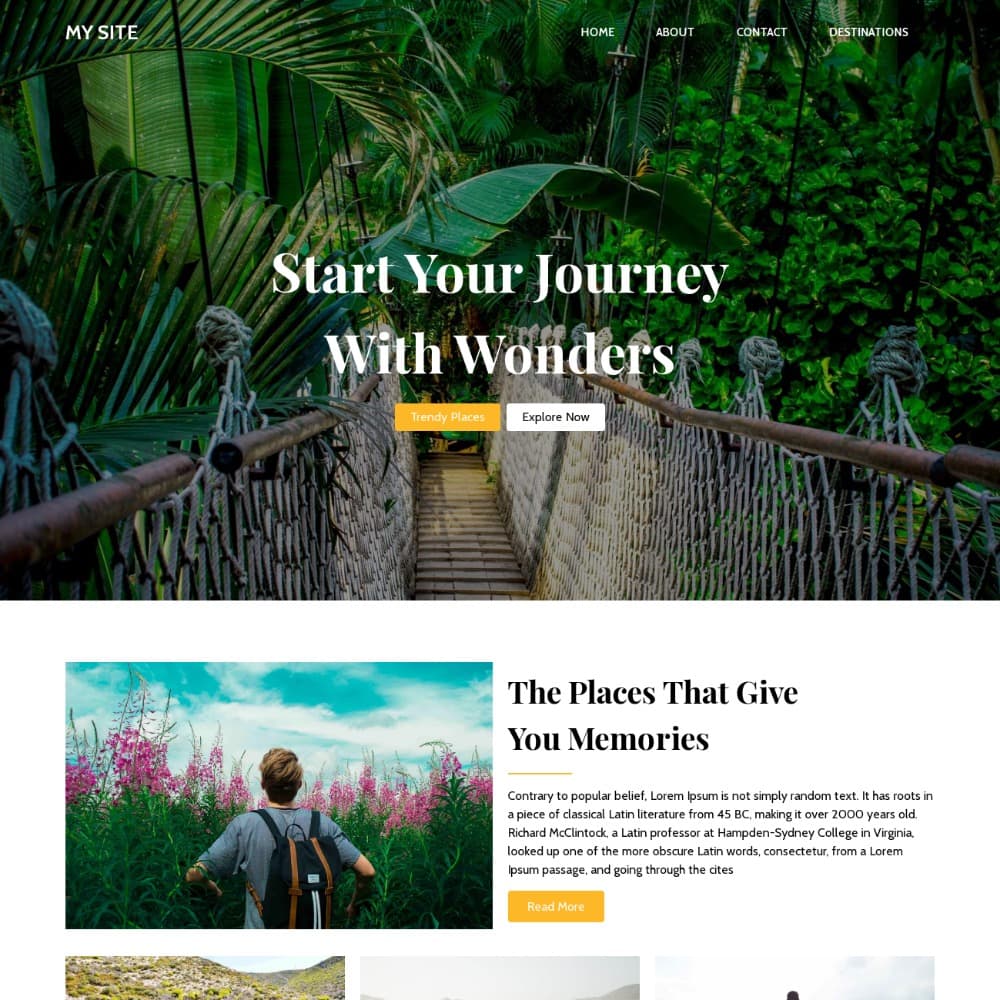 MY SITE
HOME ABOUT CONTACT DESTINATIONS
Start Your Journey
With Wonders
Trendy Places Explore Now
The Places That Give
You Memories
Contrary to popular belief, Lorem Ipsum is not simply random text. It has roots in
a piece of classical Latin literature from 45 BC, making it over 2000 years old.
Richard McClintock, a Latin professor at Hampden-Sydney College in Virginia,
looked up one of the more obscure Latin words, consectetur, from a Lorem
Ipsum passage, and going through the cites
Read More